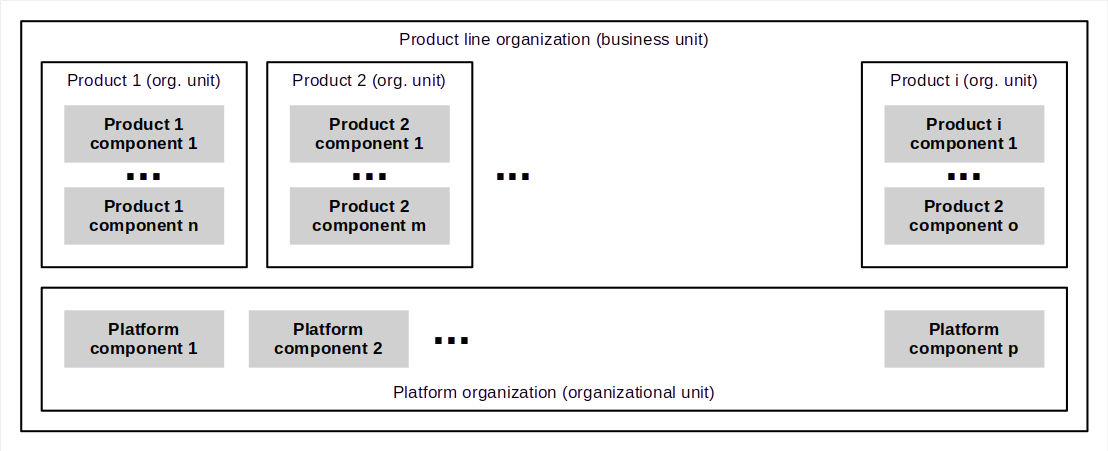 Product line organization (business unit)
Product 1 (org. unit)
Product 1
component 1
...
Product 1
component n
Product 2 (org. unit)
Product 2
component 1
...
Product 2
component m
...
Product i (org. unit)
Product i
component 1
...
Product 2
component o
Platform
component 1
Platform
component 2
...
Platform
component p
Platform organization (organizational unit)